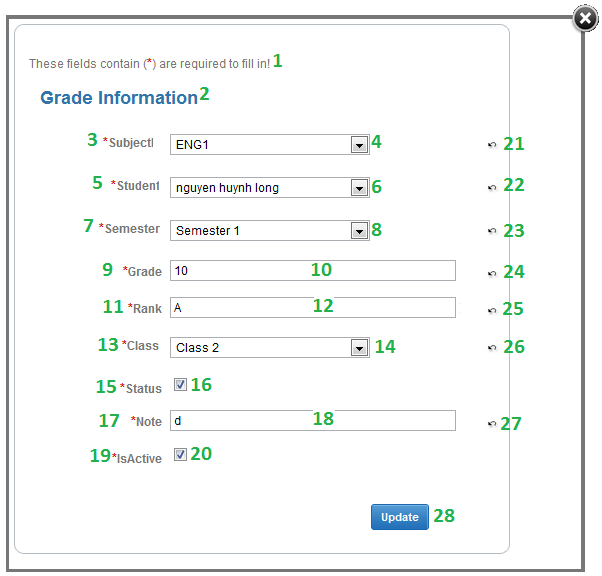 These fields contain (*) are required to fill in! 1
Grade Information 2
3 *Subject ENG1 4 21
5 *Student nguyen huynh long 6 22
7 *Semester Semester 1 8 23
9 *Grade 10 10 24
11 *Rank A 12 25
13 *Class Class 2 14 26
15 *Status 16
17 *Note d 18 27
19 *IsActive 20
Update 28